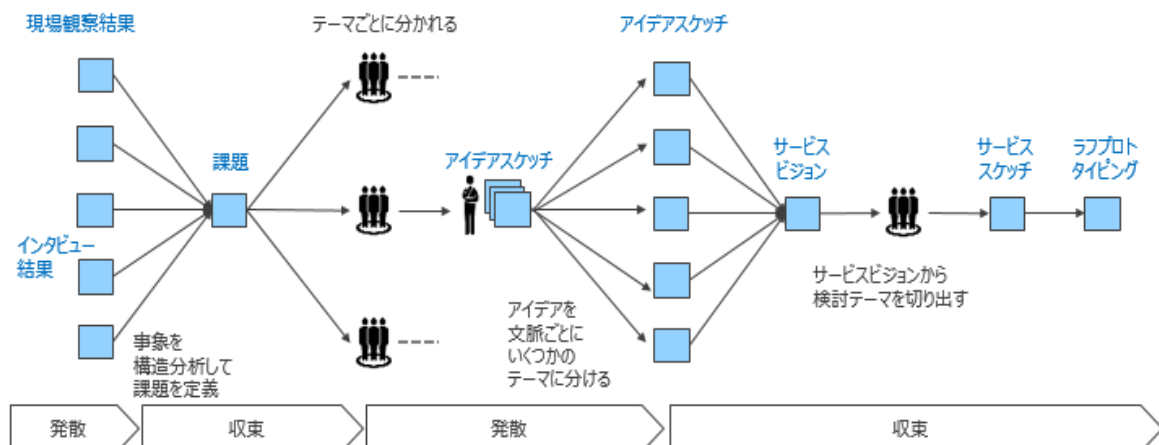 現場観察結果
テーマごとに分かれる
アイデアスケッチ
課題
アイデアスケッチ
サービス
ビジョン
サービス
スケッチ
ラフプロト
タイピング
インタビュー
結果
サービスビジョンから
検討テーマを切り出す
事象を
構造分析して
課題を定義
アイデアを
文脈ごとに
いくつかの
テーマに分ける
発散
収束
発散
収束